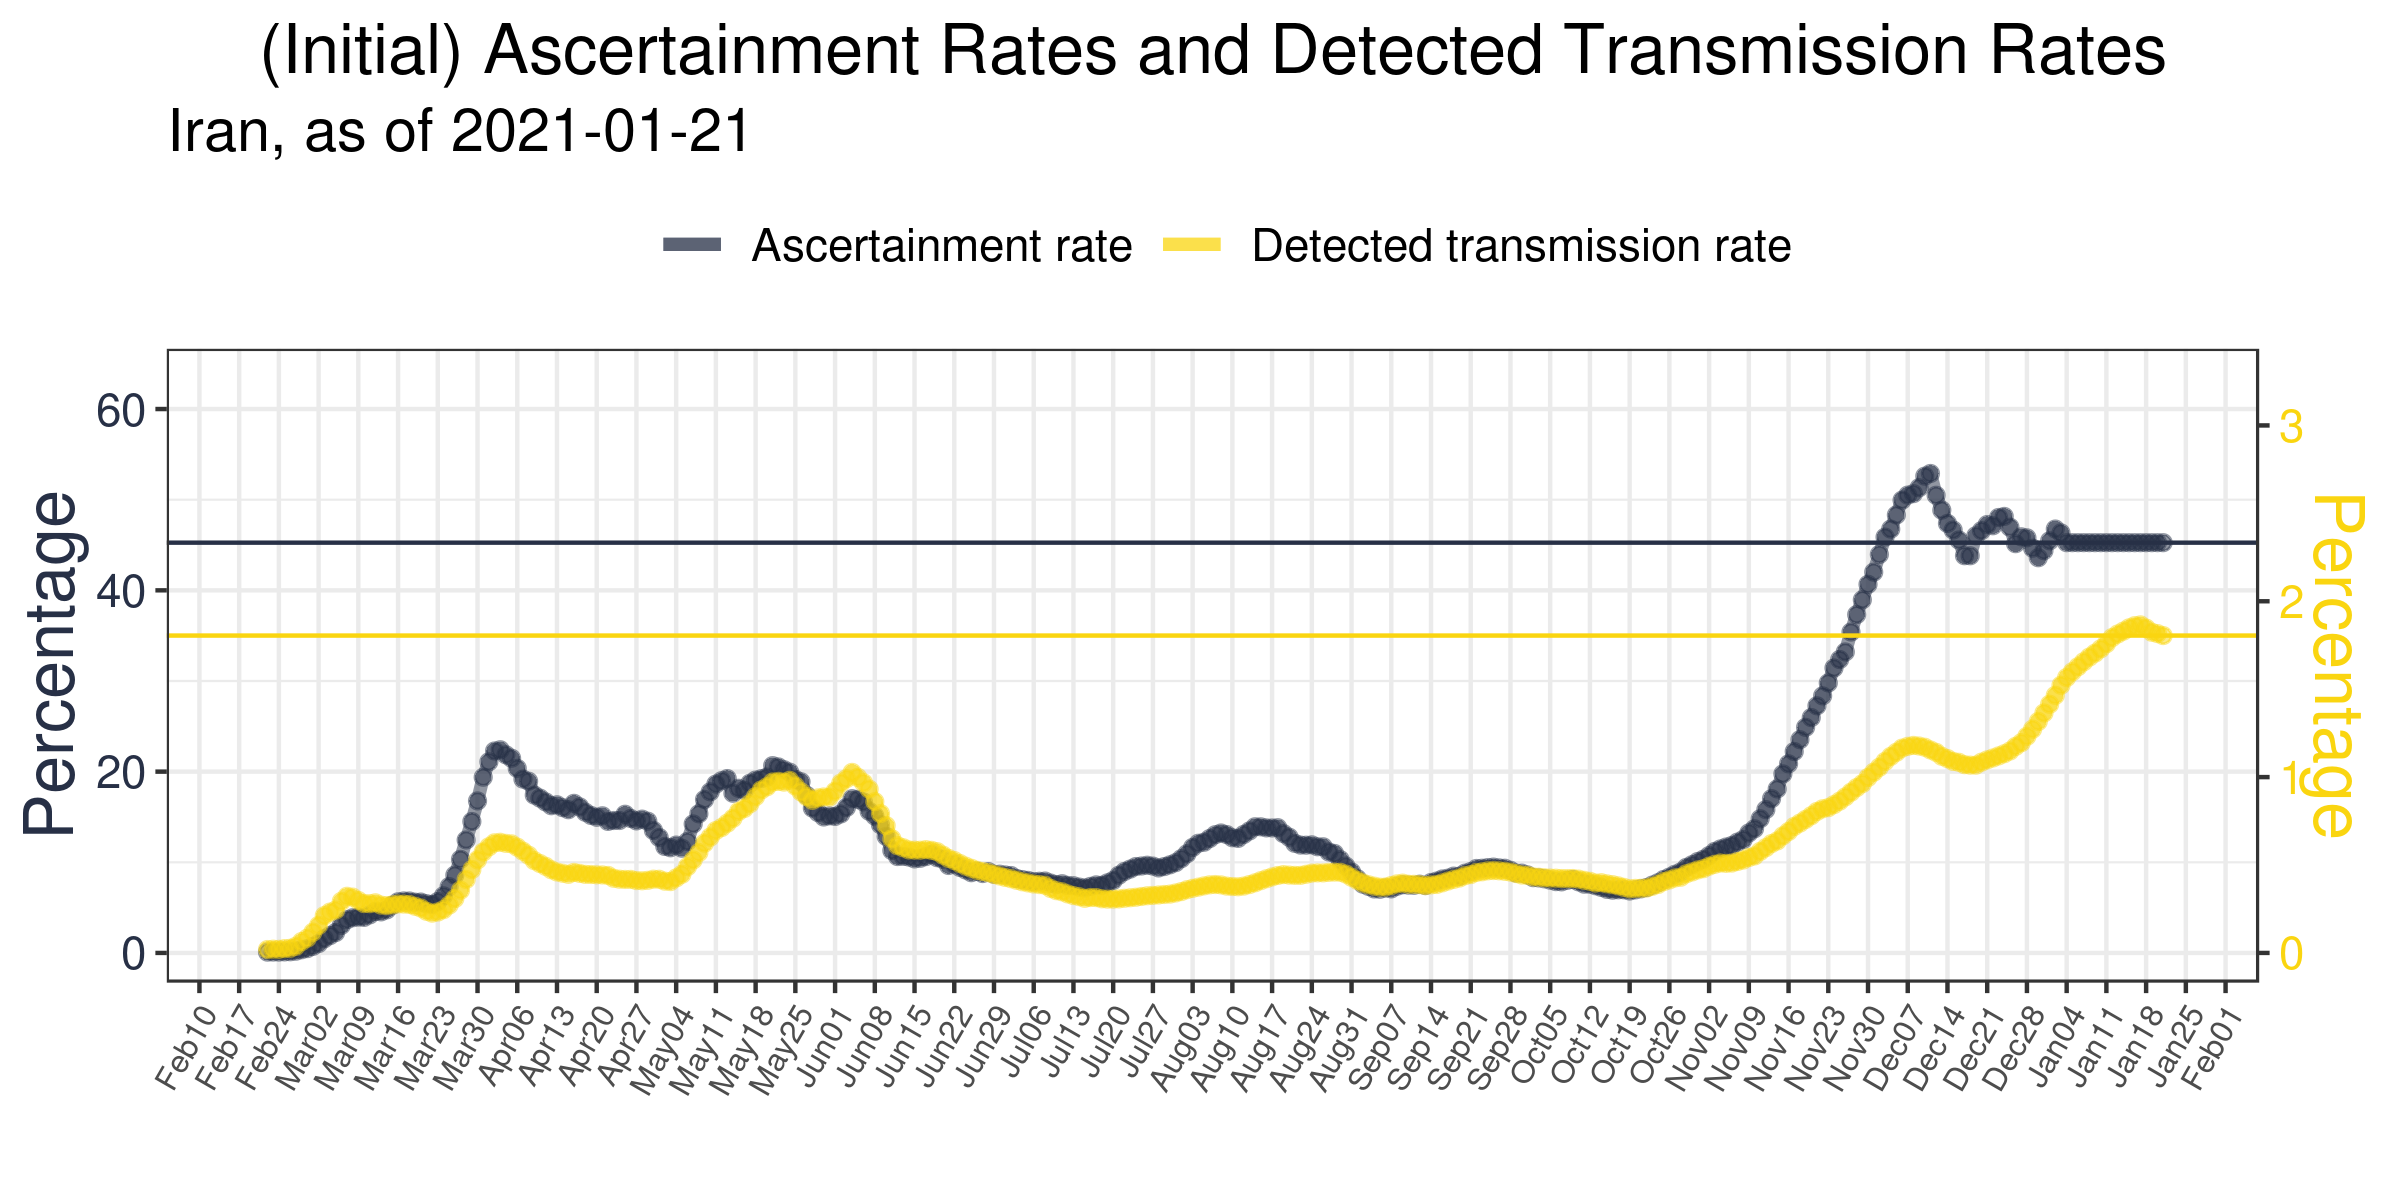 (Initial) Ascertainment Rates and Detected Transmission Rates
Iran, as of 2021-01-21
Ascertainment rate
Detected transmission rate
Percentage
60
40
20
0
3
2
1
0
Percentage
Feb10
Feb17
Feb24
Mar02
Mar09
Mar16
Mar23
Mar30
Apr06
Apr13
Apr20
Apr27
May04
May11
May18
May25
Jun01
Jun08
Jun15
Jun22
Jun29
Jul06
Jul13
Jul20
Jul27
Aug03
Aug10
Aug17
Aug24
Aug31
Sep07
Sep14
Sep21
Sep28
Oct05
Oct12
Oct19
Oct26
Nov02
Nov09
Nov16
Nov23
Nov30
Dec07
Dec14
Dec21
Dec28
Jan04
Jan11
Jan18
Jan25
Feb01